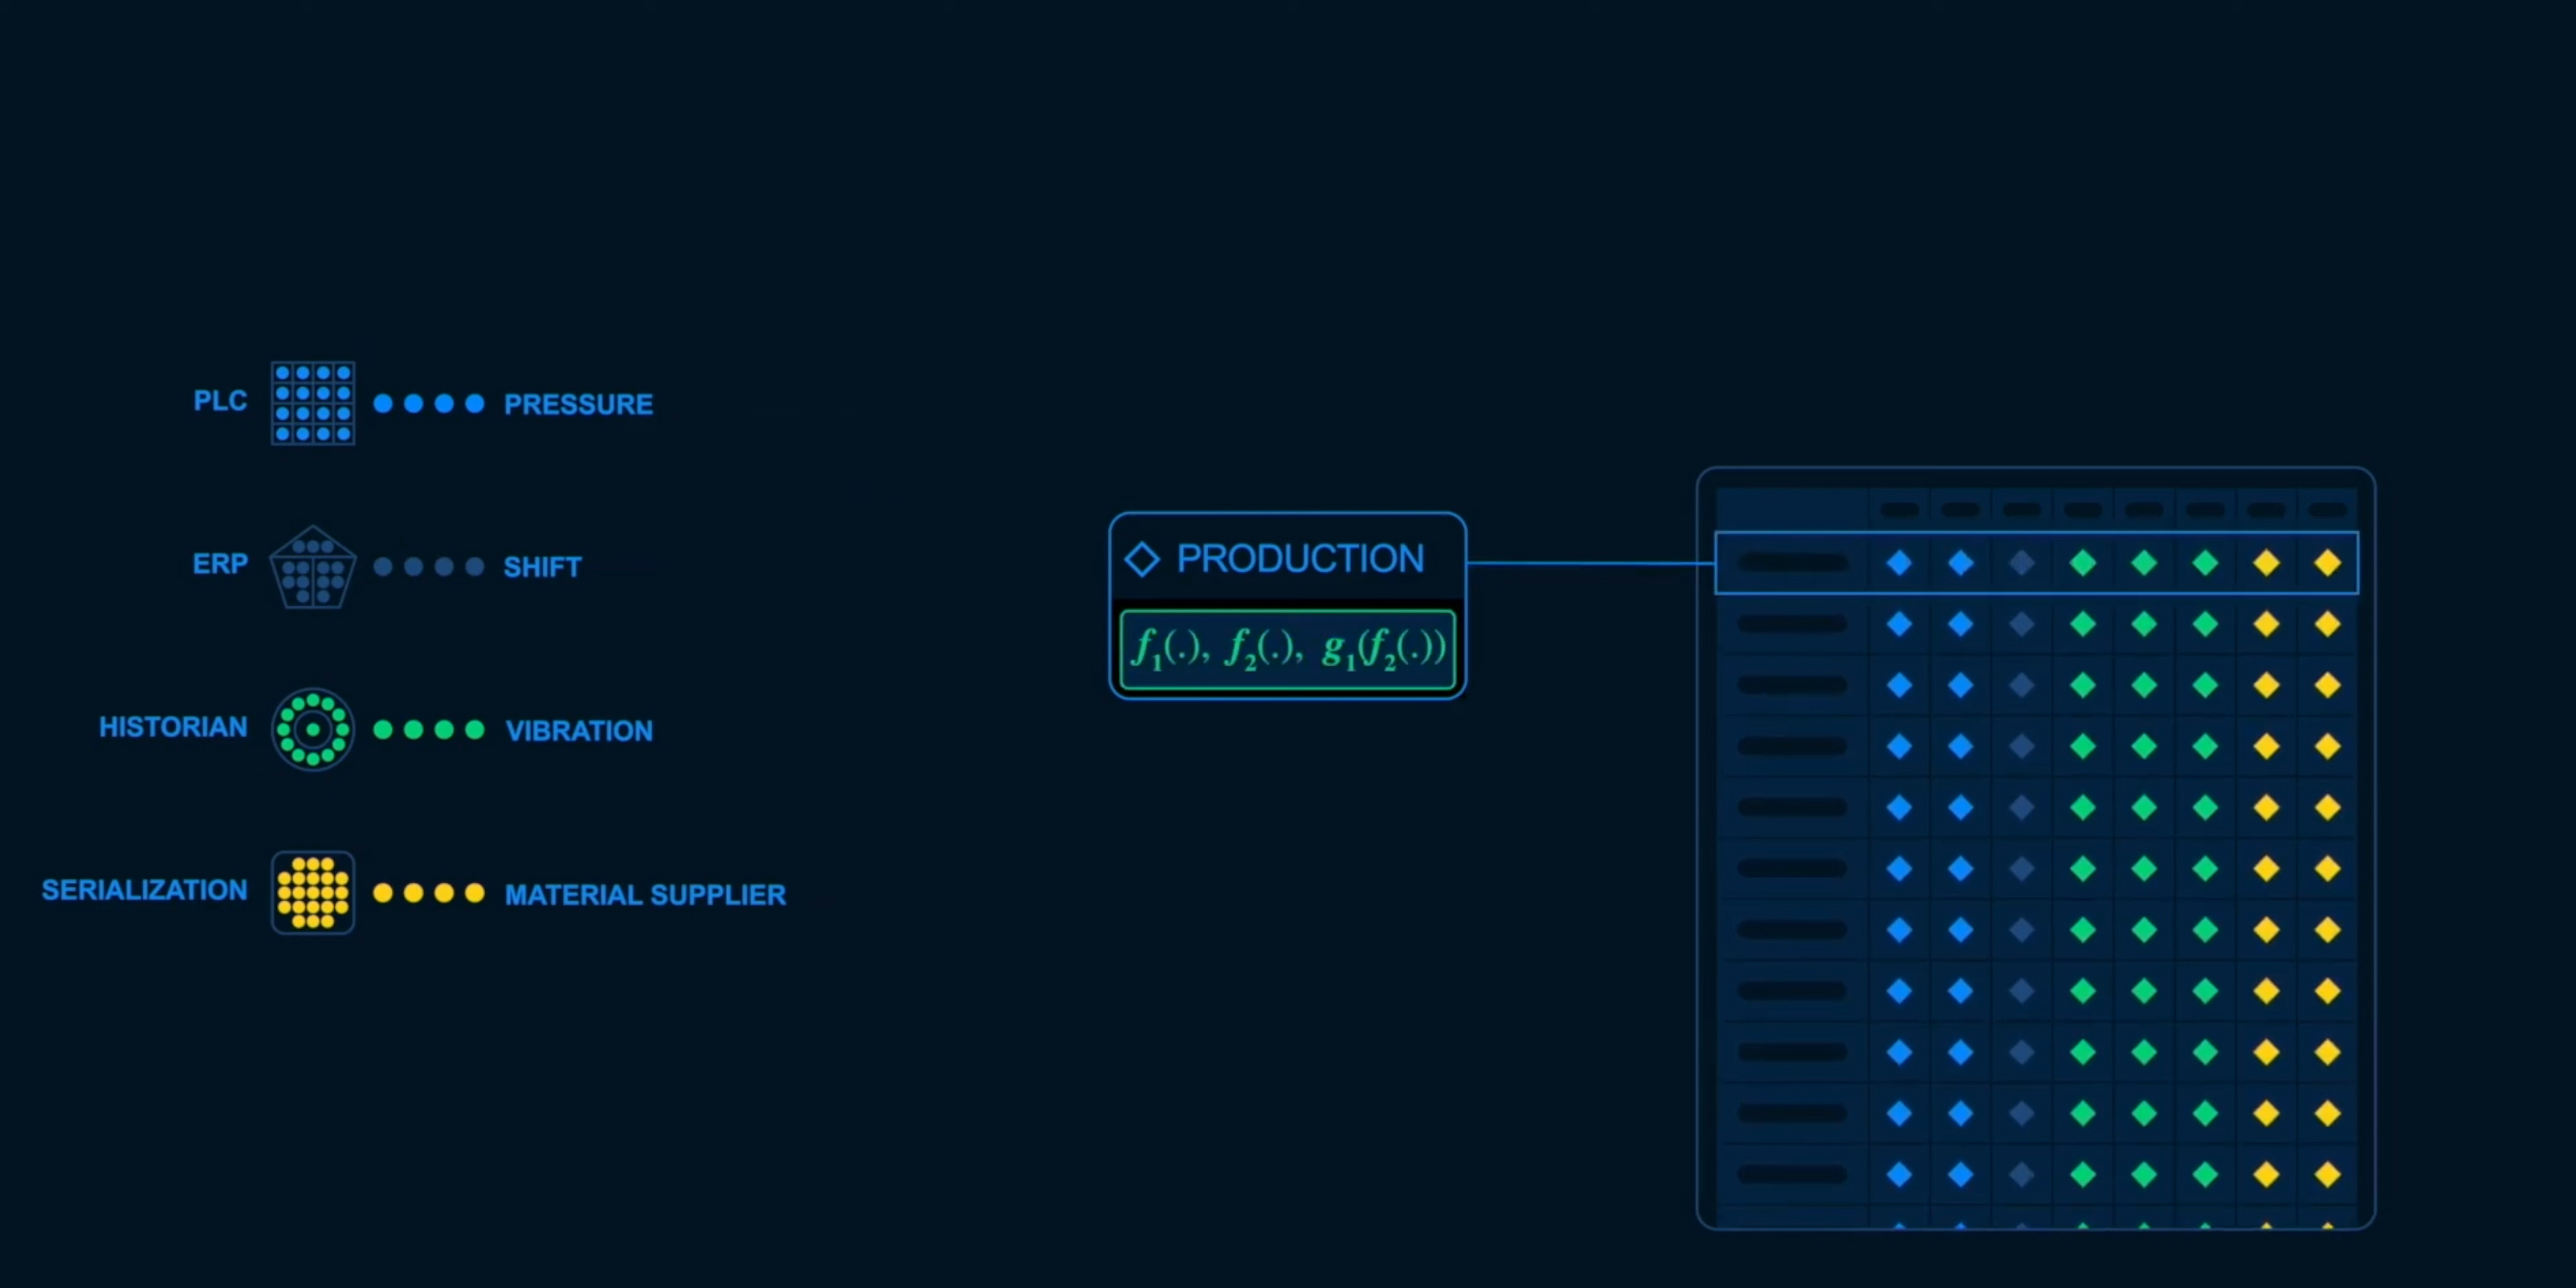 PLC PRESSURE
ERP SHIFT
HISTORIAN VIBRATION
SERIALIZATION MATERIAL SUPPLIER
PRODUCTION
f₁(.), f₂(.), g₁(f₂(.))